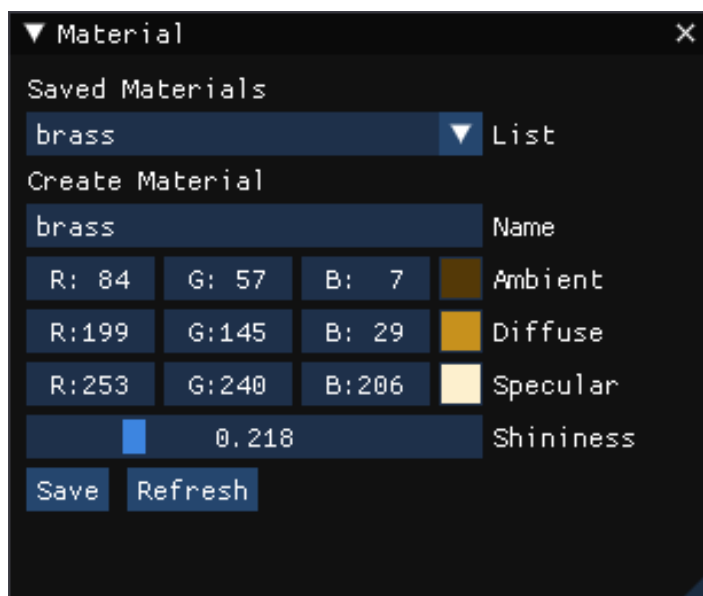 Material
Saved Materials
brass List
Create Material
brass Name
R: 84 G: 57 B: 7 Ambient
R:199 G:145 B: 29 Diffuse
R:253 G:240 B:206 Specular
0.218 Shininess
Save Refresh